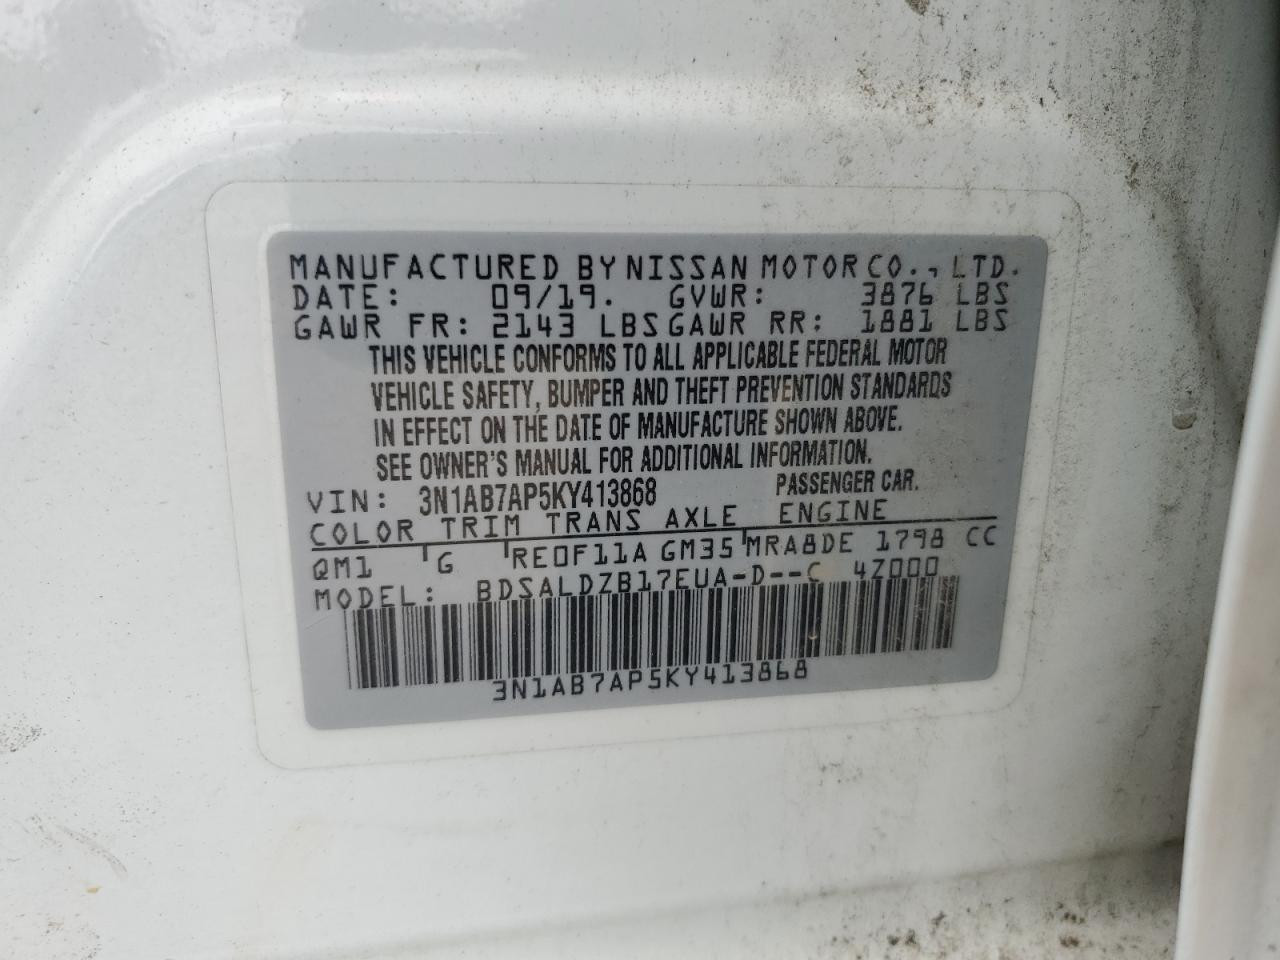 MANUFACTURED BY NISSAN MOTOR CO., LTD.
DATE: 09/19. GVWR: 3876 LBS
GAWR FR: 2143 LBS GAWR RR: 1881 LBS
THIS VEHICLE CONFORMS TO ALL APPLICABLE FEDERAL MOTOR
VEHICLE SAFETY, BUMPER AND THEFT PREVENTION STANDARDS
IN EFFECT ON THE DATE OF MANUFACTURE SHOWN ABOVE.
SEE OWNER'S MANUAL FOR ADDITIONAL INFORMATION.
VIN: 3N1AB7AP5KY413868 PASSENGER CAR.
COLOR TRIM TRANS AXLE ENGINE
QM1 G RE0F11A GM35 MRA8DE 1798 CC
MODEL: BDSALDZB17EUA-D--C 4Z000
3N1AB7AP5KY413868